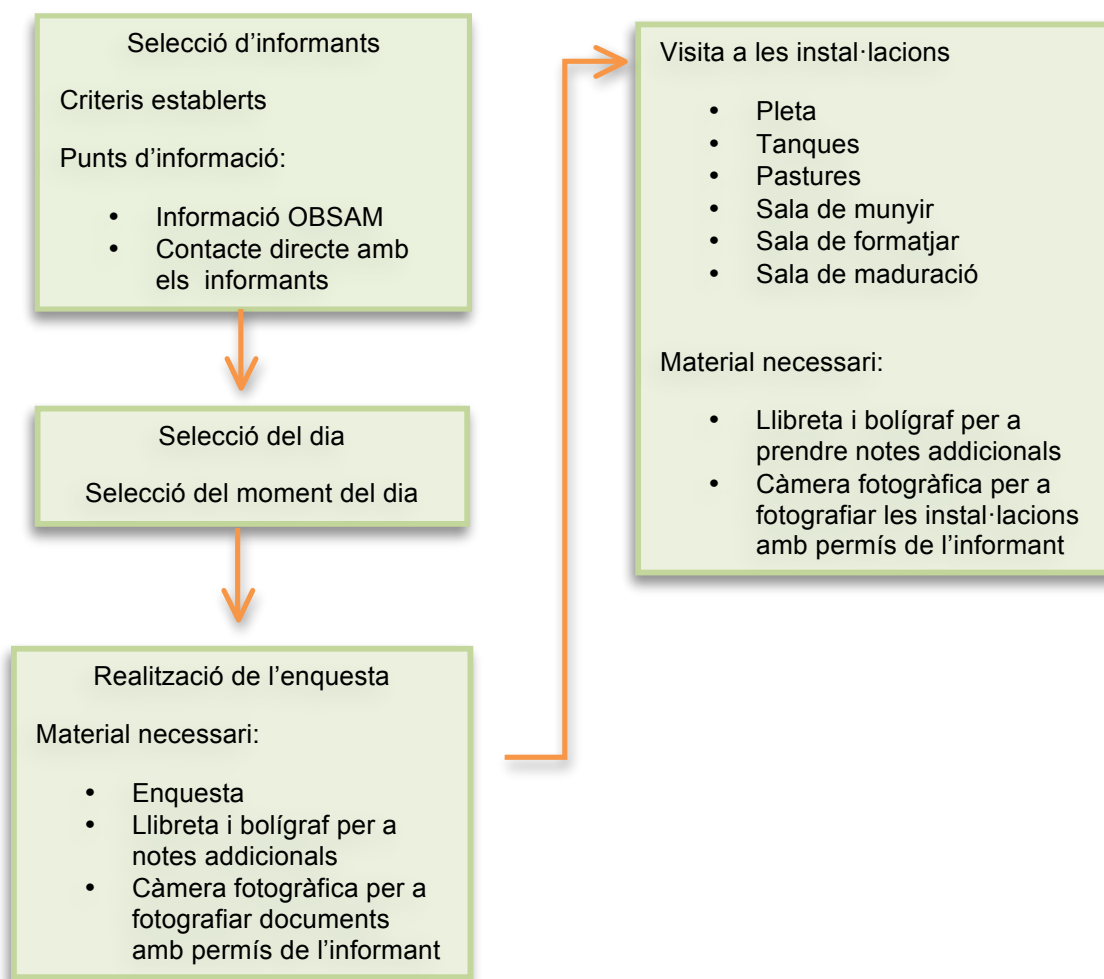 Selecció d’informants
Criteris establerts
Punts d’informació:
• Informació OBSAM
• Contacte directe amb
els informants
Selecció del dia
Selecció del moment del dia
Realització de l’enquesta
Material necessari:
• Enquesta
• Llibreta i bolígraf per a
notes addicionals
• Càmera fotogràfica per a
fotografiar documents
amb permís de l’informant
Visita a les instal·lacions
• Pleta
• Tanques
• Pastures
• Sala de munyir
• Sala de formatjar
• Sala de maduració
Material necessari:
• Llibreta i bolígraf per a
prendre notes addicionals
• Càmera fotogràfica per a
fotografiar les instal·lacions
amb permís de l’informant